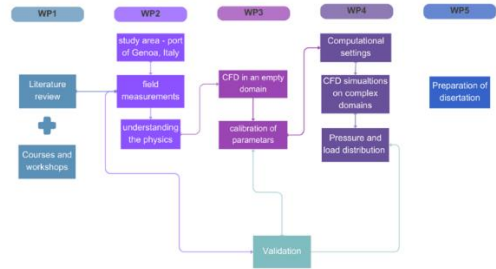 WP1
WP2
WP3
WP4
WP5
study area - port
of Genoa, Italy
Computational
settings
Literature
review
field
measurements
CFD in an empty
domain
CFD simualtions
on complex
domains
Preparation of
disertation
understanding
the physics
calibration of
parametars
Pressure and
load distribution
Courses and
workshops
Validation